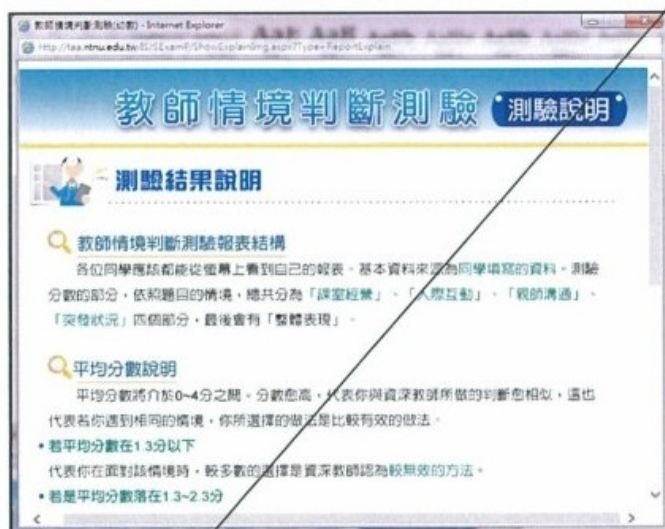 教師情境判斷測驗(幼教) - Internet Explorer
http://taa.ntnu.edu.tw/
教師情境判斷測驗 測驗說明
測驗結果說明
教師情境判斷測驗報表結構
各位同學應該都能從螢幕上看到自己的報表。基本資料來源為同學填寫的資料。測驗
分數的部分，依照題目的情境，總共分為「課室經營」、「人際互動」、「親師溝通」、
「突發狀況」四個部分，最後會有「整體表現」。
平均分數說明
平均分數將介於0~4分之間。分數愈高，代表你與資深教師所做的判斷愈相似，這也
代表若你遇到相同的情境，你所選擇的做法是比較有效的做法。
• 若平均分數在1.3分以下
代表你在面對該情境時，較多數的選擇是資深教師認為較無效的方法。
• 若是平均分數落在1.3~2.3分